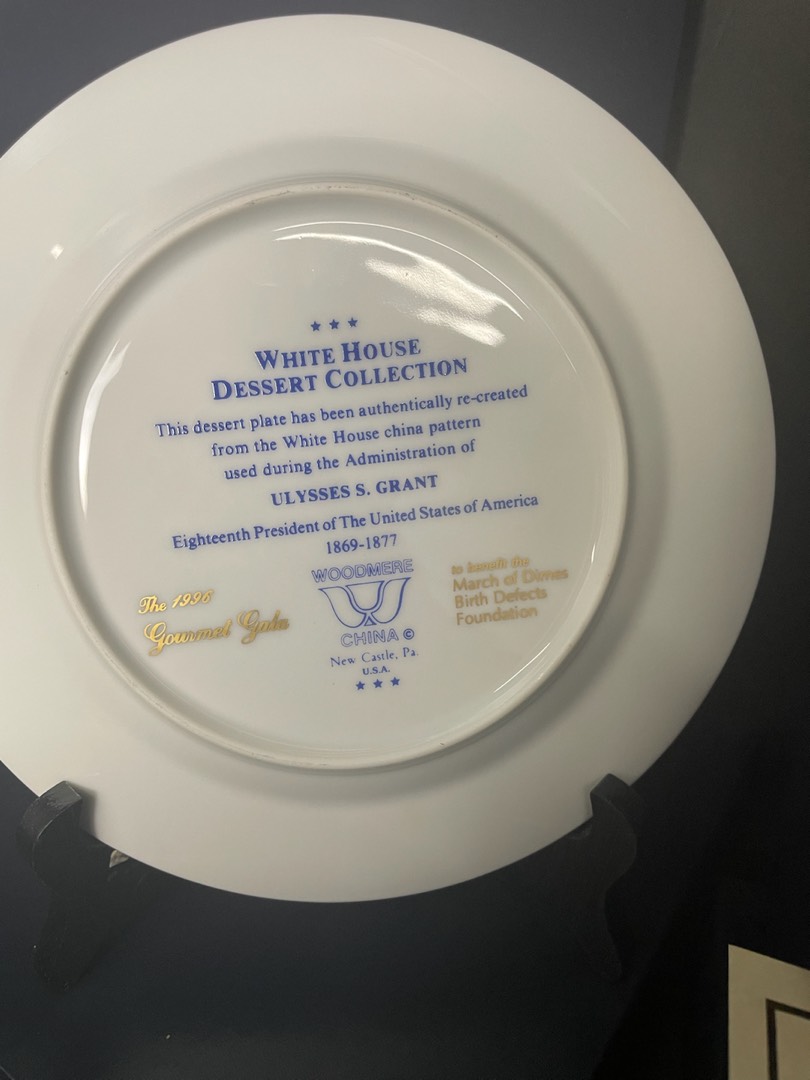 WHITE HOUSE
DESSERT COLLECTION
This dessert plate has been authentically re-created
from the White House china pattern
used during the Administration of
ULYSSES S. GRANT
Eighteenth President of The United States of America
1869-1877
The 1996
Gourmet Gala
WOODMERE
CHINA ©
New Castle, Pa.
U.S.A.
to benefit the
March of Dimes
Birth Defects
Foundation